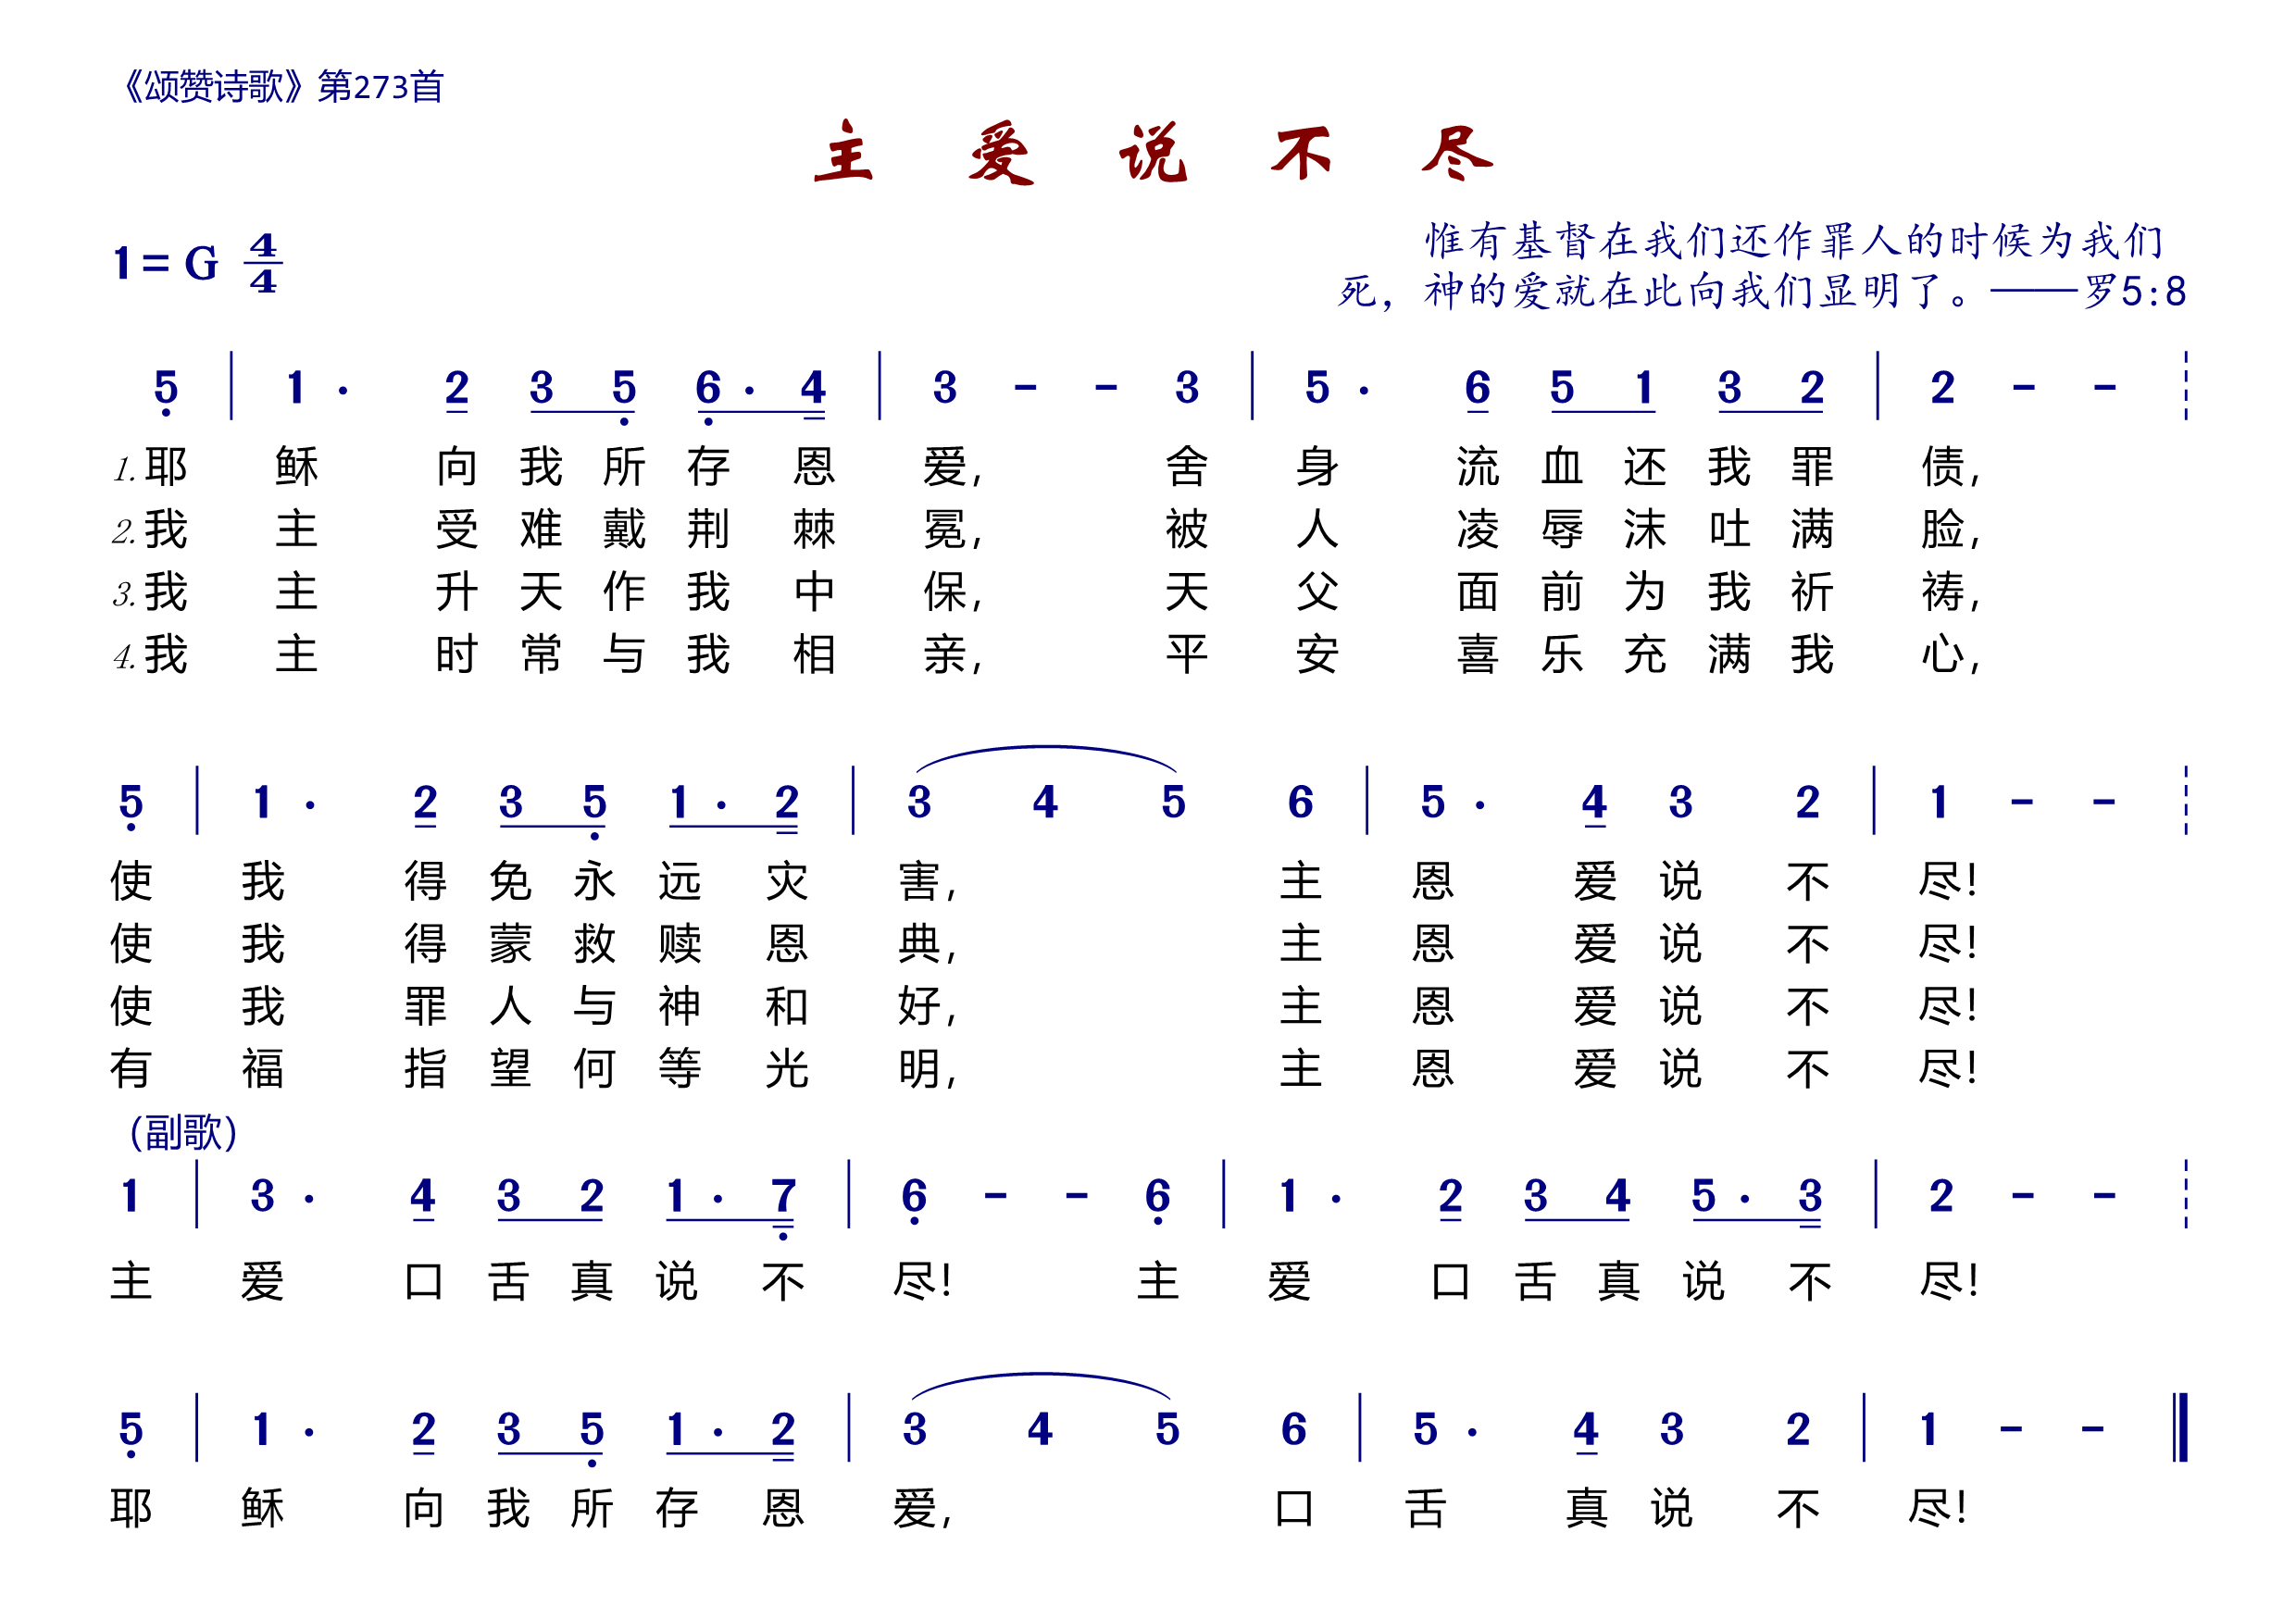 《颂赞诗歌》第273首
主 爱 说 不 尽
1=G 4/4
惟有基督在我们还作罪人的时候为我们
死，神的爱就在此向我们显明了。——罗5:8
5̣ | 1 · 2 3 5̣ 6̣ · 4 | 3 - - 3 | 5 · 6 5 1 3 2 | 2 - - ¦
1.耶 稣 向 我 所 存 恩 爱, 舍 身 流 血 还 我 罪 债,
2.我 主 受 难 戴 荆 棘 冕, 被 人 凌 辱 沫 吐 满 脸,
3.我 主 升 天 作 我 中 保, 天 父 面 前 为 我 祈 祷,
4.我 主 时 常 与 我 相 亲, 平 安 喜 乐 充 满 我 心,
5̣ | 1 · 2 3 5̣ 1 · 2 | 3 4 5 6 | 5 · 4 3 2 | 1 - - ¦
使 我 得 免 永 远 灾 害, 主 恩 爱 说 不 尽!
使 我 得 蒙 救 赎 恩 典, 主 恩 爱 说 不 尽!
使 我 罪 人 与 神 和 好, 主 恩 爱 说 不 尽!
有 福 指 望 何 等 光 明, 主 恩 爱 说 不 尽!
(副歌)
1 | 3 · 4 3 2 1 · 7̣ | 6̣ - - 6̣ | 1 · 2 3 4 5 · 3 | 2 - - ¦
主 爱 口 舌 真 说 不 尽! 主 爱 口 舌 真 说 不 尽!
5̣ | 1 · 2 3 5̣ 1 · 2 | 3 4 5 6 | 5 · 4 3 2 | 1 - - ‖
耶 稣 向 我 所 存 恩 爱, 口 舌 真 说 不 尽!